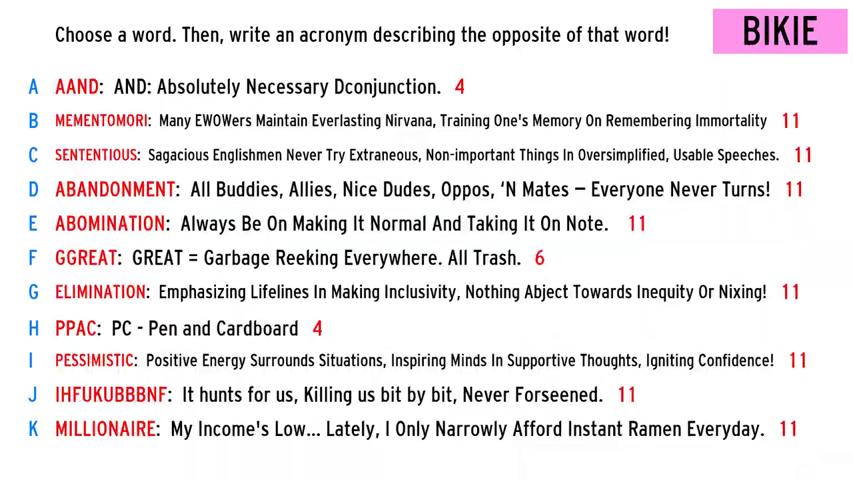 Choose a word. Then, write an acronym describing the opposite of that word!
BIKIE
A AAND: AND: Absolutely Necessary Dconjunction. 4
B MEMENTOMORI: Many EWOWers Maintain Everlasting Nirvana, Training One's Memory On Remembering Immortality 11
C SENTENTIOUS: Sagacious Englishmen Never Try Extraneous, Non-important Things In Oversimplified, Usable Speeches. 11
D ABANDONMENT: All Buddies, Allies, Nice Dudes, Oppos, ‘N Mates – Everyone Never Turns! 11
E ABOMINATION: Always Be On Making It Normal And Taking It On Note. 11
F GGREAT: GREAT = Garbage Reeking Everywhere. All Trash. 6
G ELIMINATION: Emphasizing Lifelines In Making Inclusivity, Nothing Abject Towards Inequity Or Nixing! 11
H PPAC: PC - Pen and Cardboard 4
I PESSIMISTIC: Positive Energy Surrounds Situations, Inspiring Minds In Supportive Thoughts, Igniting Confidence! 11
J IHFUKUBBBNF: It hunts for us, Killing us bit by bit, Never Forseened. 11
K MILLIONAIRE: My Income's Low... Lately, I Only Narrowly Afford Instant Ramen Everyday. 11